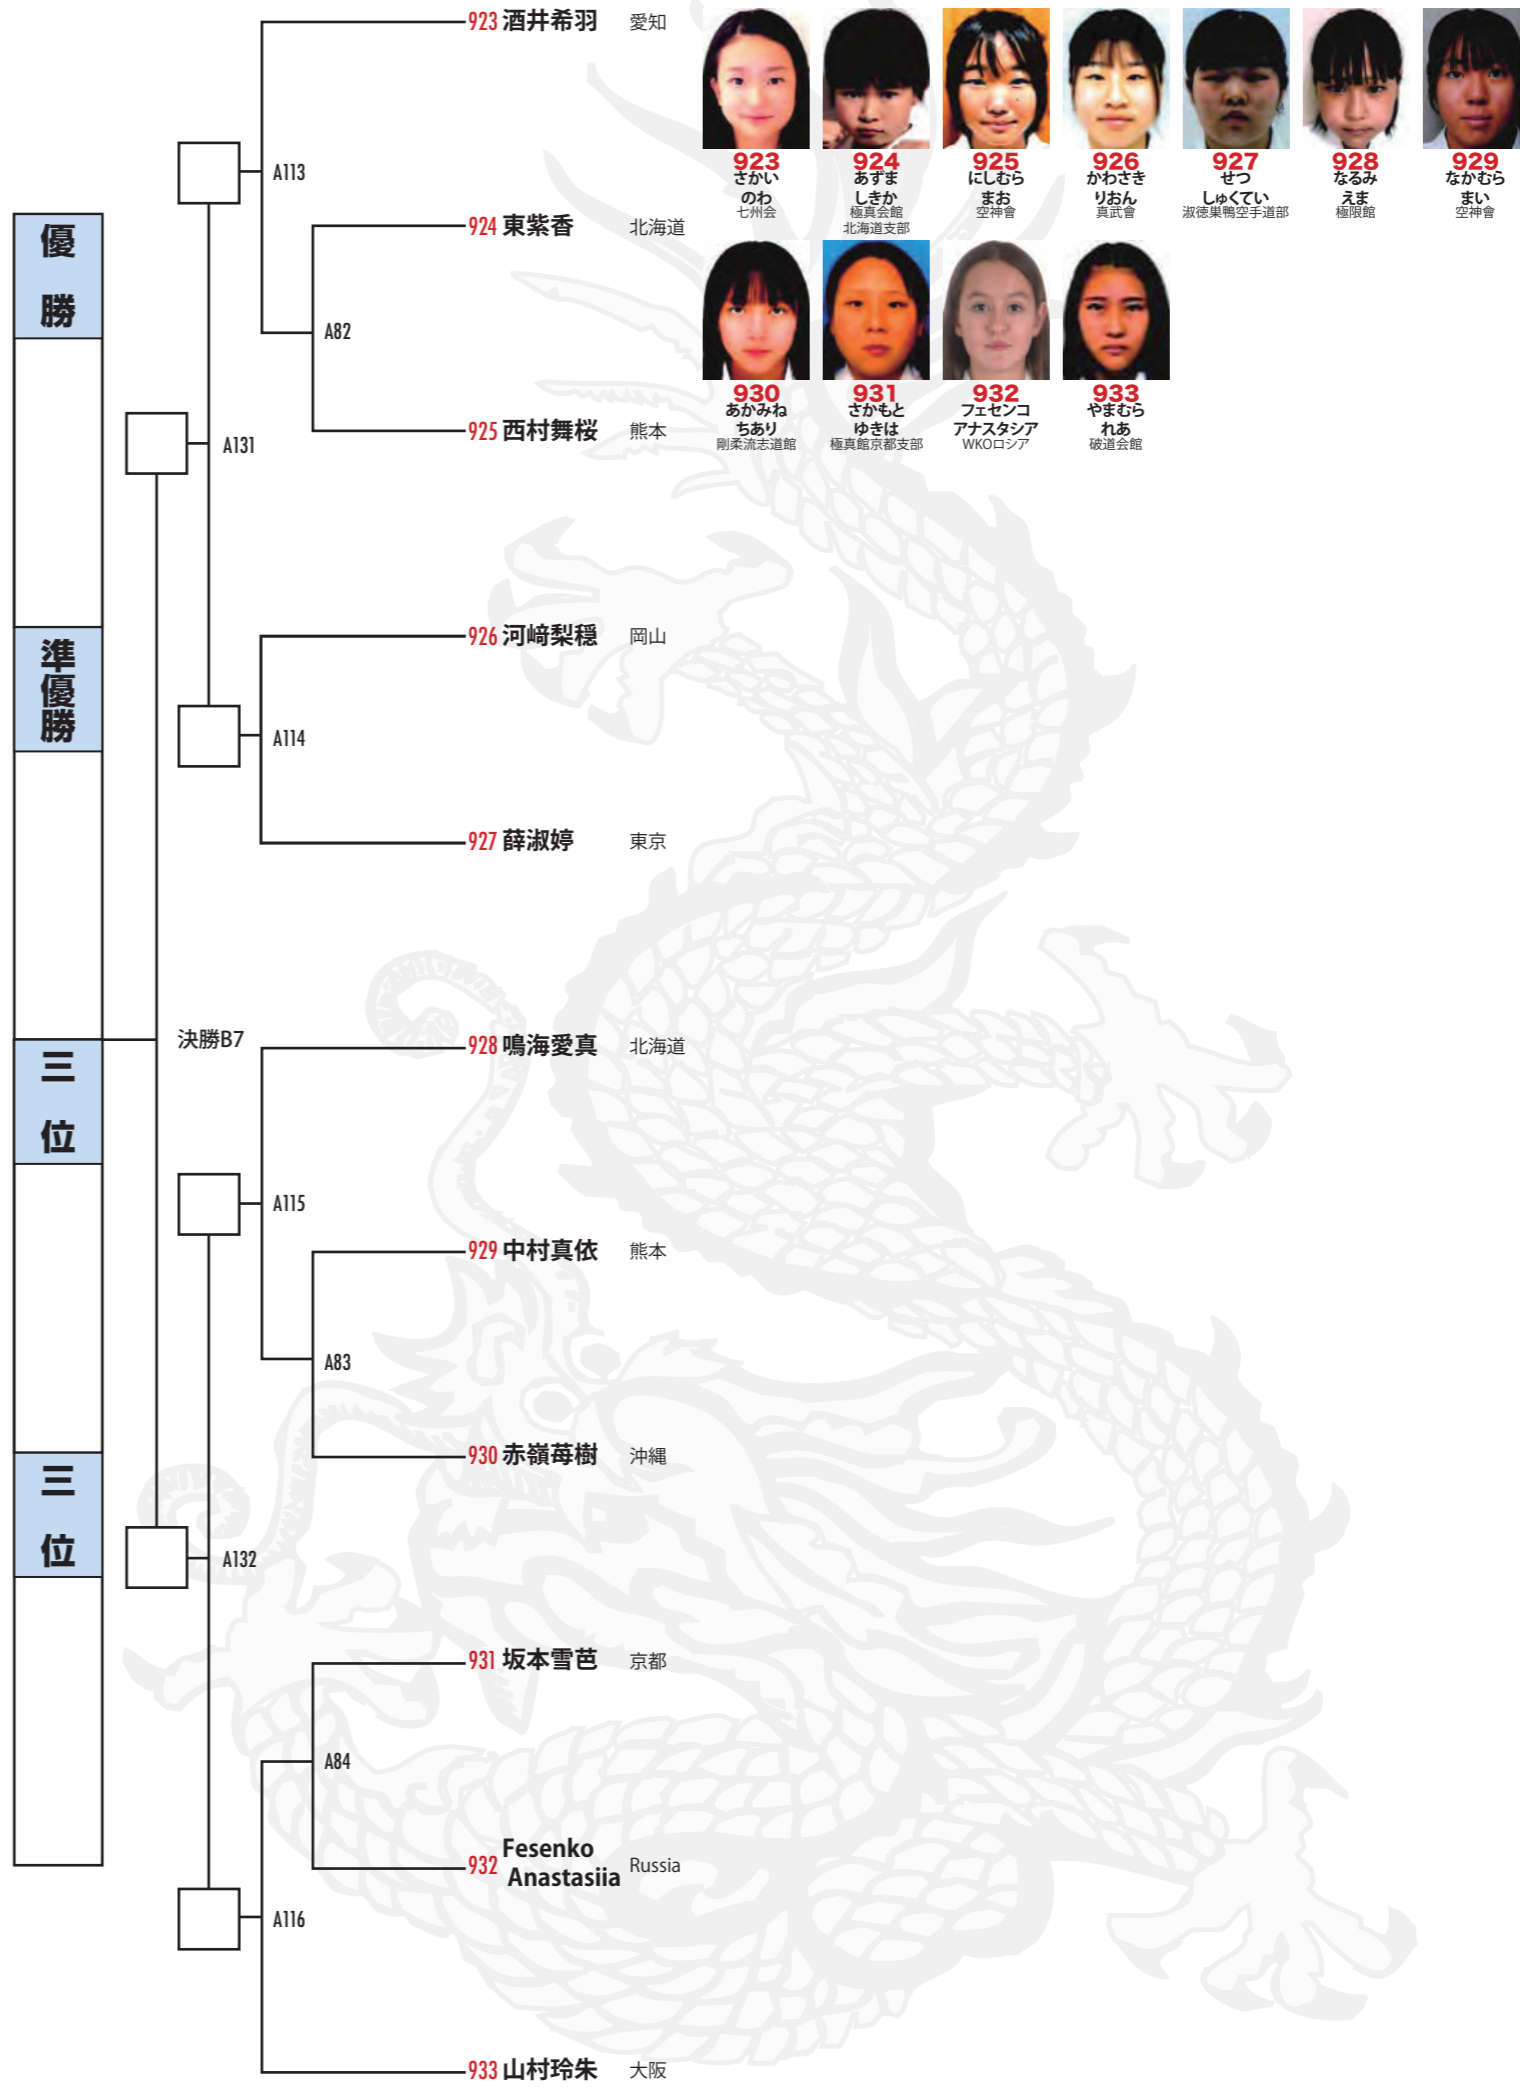 923 酒井希羽 愛知
A113
924 東紫香 北海道
A82
925 西村舞桜 熊本
A131
926 河﨑梨穏 岡山
A114
927 薛淑婷 東京
決勝B7
928 鳴海愛真 北海道
A115
929 中村真依 熊本
A83
930 赤嶺苺樹 沖縄
A132
931 坂本雪芭 京都
A84
932 Fesenko
Anastasiia Russia
A116
933 山村玲朱 大阪
優勝
準優勝
三位
三位
923
さかい
のわ
七州会
924
あずま
しきか
極真会館
北海道支部
925
にしむら
まお
空神會
926
かわさき
りおん
真武會
927
せつ
しゅくてい
淑徳巣鴨空手道部
928
なるみ
えま
極限館
929
なかむら
まい
空神會
930
あかみね
ちあり
剛柔流志道館
931
さかもと
ゆきは
極真館京都支部
932
フェセンコ
アナスタシア
WKOロシア
933
やまむら
れあ
破道会館